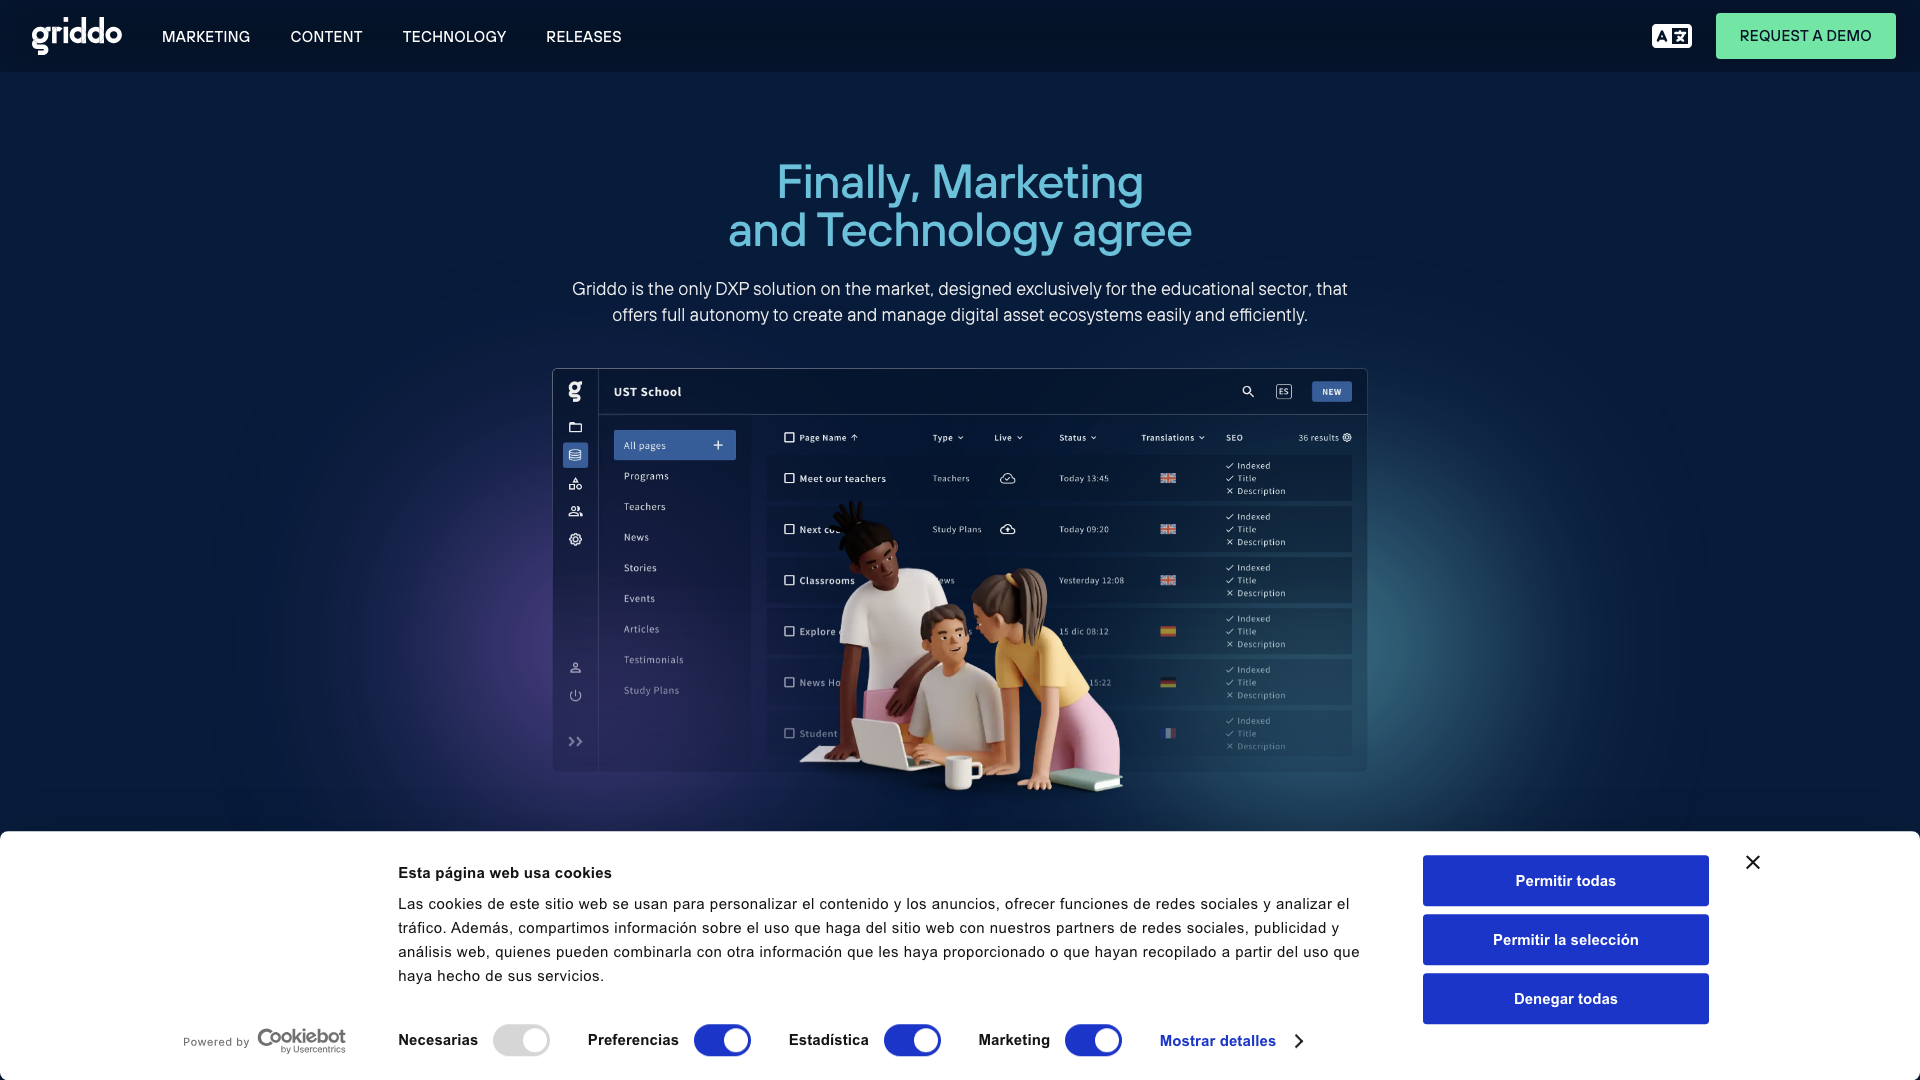 griddo
MARKETING
CONTENT
TECHNOLOGY
RELEASES
REQUEST A DEMO
Finally, Marketing
and Technology agree
Griddo is the only DXP solution on the market, designed exclusively for the educational sector, that
offers full autonomy to create and manage digital asset ecosystems easily and efficiently.
g UST School ES NEW
All pages +
Programs
Teachers
News
Stories
Events
Articles
Testimonials
Study Plans
Page Name Type Live Status Translations SEO 36 results
Meet our teachers Teachers Today 13:45
Indexed
Title
Description
Next Study Plans Today 09:20
Indexed
Title
Description
Classrooms Yesterday 12:08
Indexed
Title
Description
Explore 15 dic 08:12
Indexed
Title
Description
News 15:22
Indexed
Title
Description
Student
Indexed
Title
Description
Esta página web usa cookies
Las cookies de este sitio web se usan para personalizar el contenido y los anuncios, ofrecer funciones de redes sociales y analizar el
tráfico. Además, compartimos información sobre el uso que haga del sitio web con nuestros partners de redes sociales, publicidad y
análisis web, quienes pueden combinarla con otra información que les haya proporcionado o que hayan recopilado a partir del uso que
haya hecho de sus servicios.
Permitir todas
Permitir la selección
Denegar todas
Powered by Cookiebot
by Usercentrics
Necesarias
Preferencias
Estadística
Marketing
Mostrar detalles